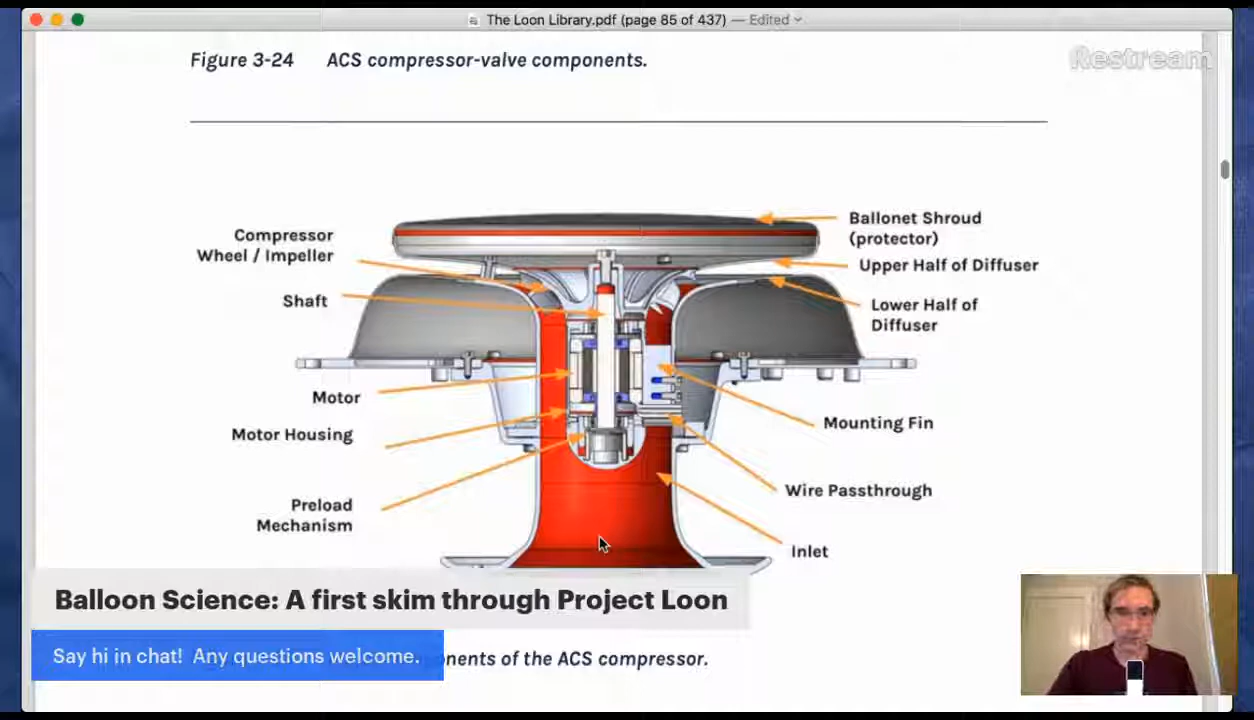 The Loon Library.pdf (page 85 of 437) — Edited
Restream
Figure 3-24 ACS compressor-valve components.
Ballonet Shroud
(protector)
Compressor
Wheel / Impeller
Upper Half of Diffuser
Shaft
Lower Half of
Diffuser
Motor
Mounting Fin
Motor Housing
Wire Passthrough
Preload
Mechanism
Inlet
Balloon Science: A first skim through Project Loon
Say hi in chat! Any questions welcome.
nents of the ACS compressor.